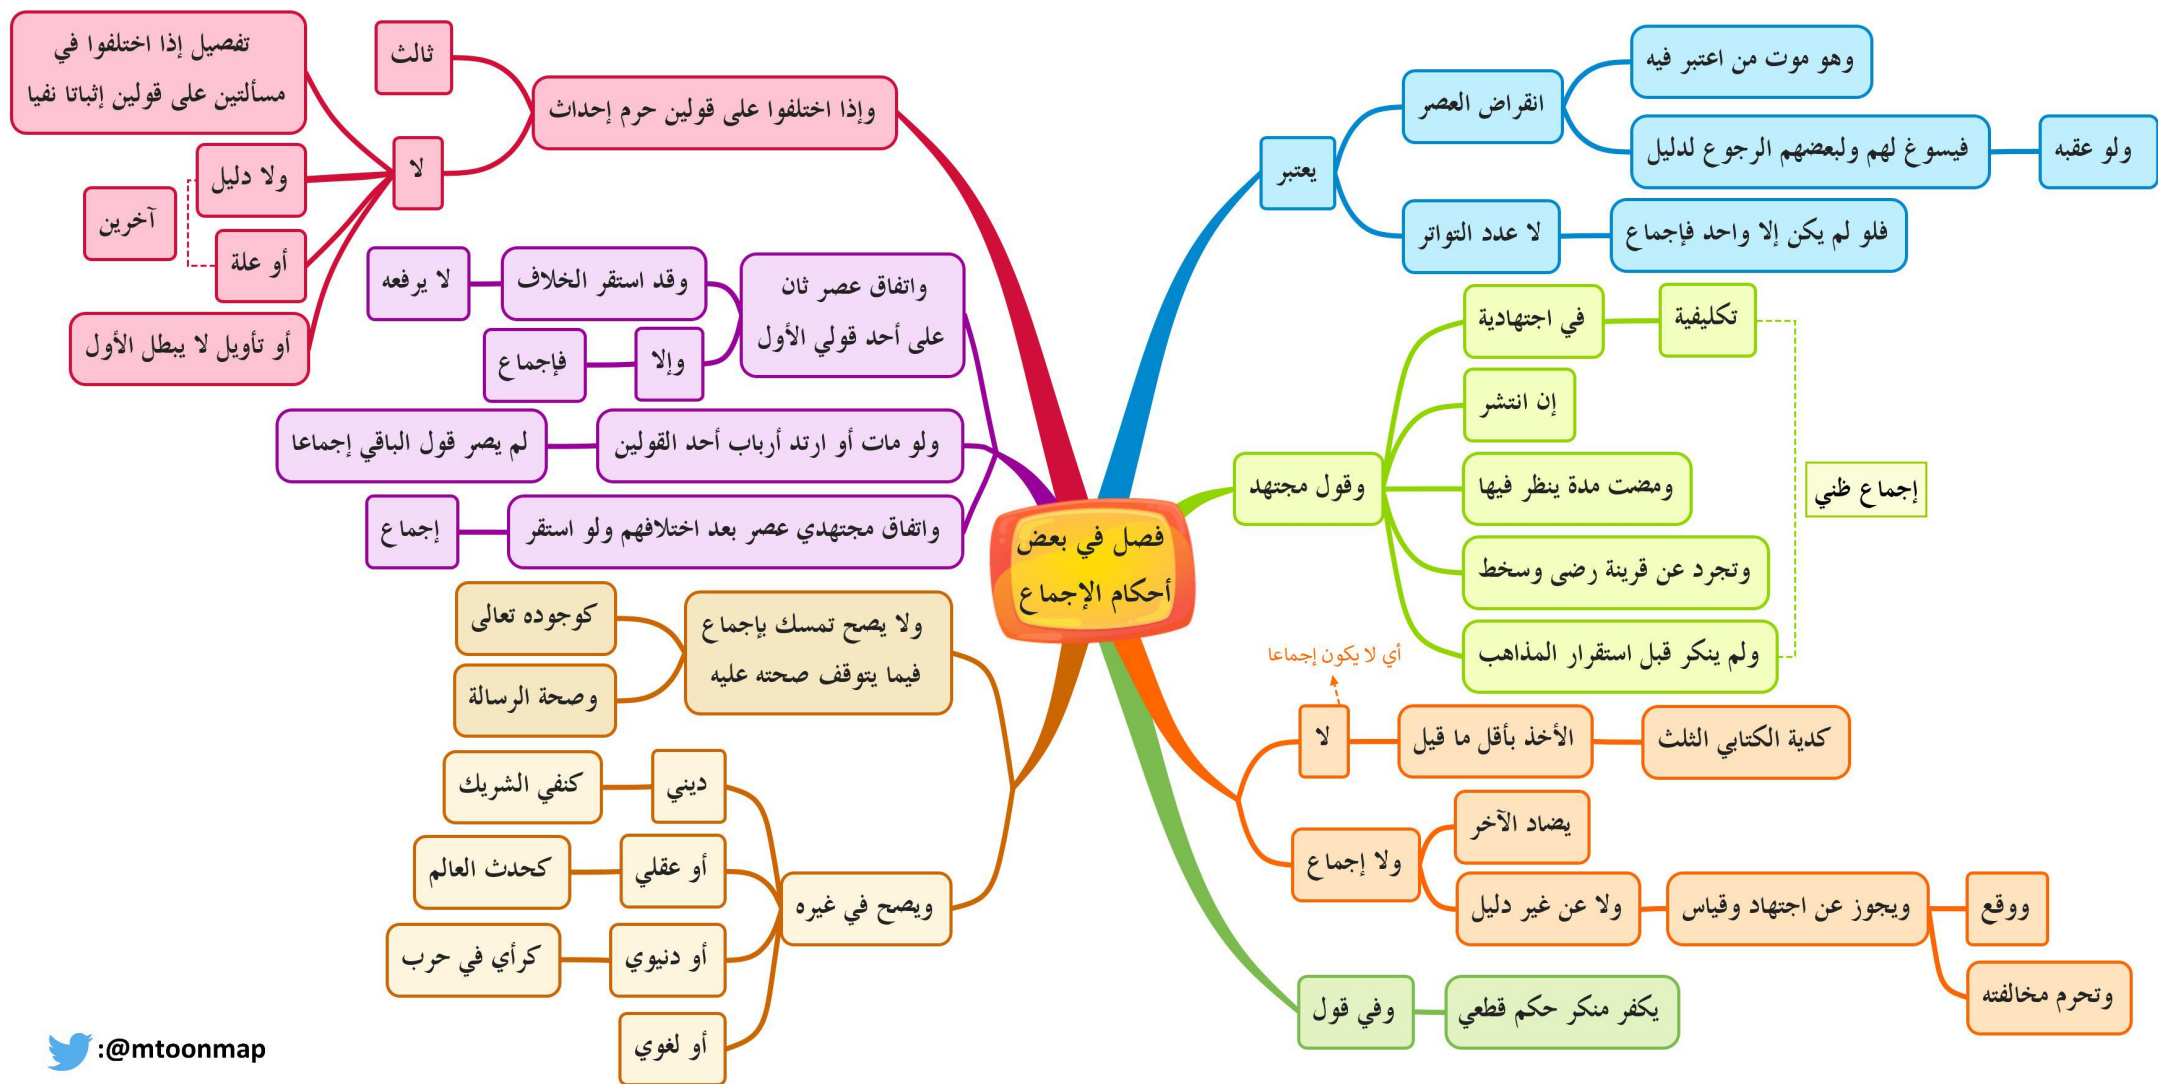 فصل في بعض
أحكام الإجماع
يعتبر
انقراض العصر
وهو موت من اعتبر فيه
فيسوغ لهم ولبعضهم الرجوع لدليل
ولو عقبه
لا عدد التواتر
فلو لم يكن إلا واحد فإجماع
وقول مجتهد
في اجتهادية
تكليفية
إن انتشر
ومضت مدة ينظر فيها
وتجرد عن قرينة رضى وسخط
ولم ينكر قبل استقرار المذاهب
إجماع ظني
أي لا يكون إجماعا
لا
الأخذ بأقل ما قيل
كدية الكتابي الثلث
ولا إجماع
يضاد الآخر
ولا عن غير دليل
ويجوز عن اجتهاد وقياس
ووقع
وتحرم مخالفته
وفي قول
يكفر منكر حكم قطعي
وإذا اختلفوا على قولين حرم إحداث
ثالث
لا
تفصيل إذا اختلفوا في
مسألتين على قولين إثباتا نفيا
ولا دليل
أو علة
آخرين
أو تأويل لا يبطل الأول
واتفاق عصر ثان
على أحد قولي الأول
وقد استقر الخلاف
لا يرفعه
وإلا
فإجماع
ولو مات أو ارتد أرباب أحد القولين
لم يصر قول الباقي إجماعا
واتفاق مجتهدي عصر بعد اختلافهم ولو استقر
إجماع
ولا يصح تمسك بإجماع
فيما يتوقف صحته عليه
كوجوده تعالى
وصحة الرسالة
ويصح في غيره
ديني
كنفي الشريك
أو عقلي
كحدث العالم
أو دنيوي
كرأي في حرب
أو لغوي
:@mtoonmap